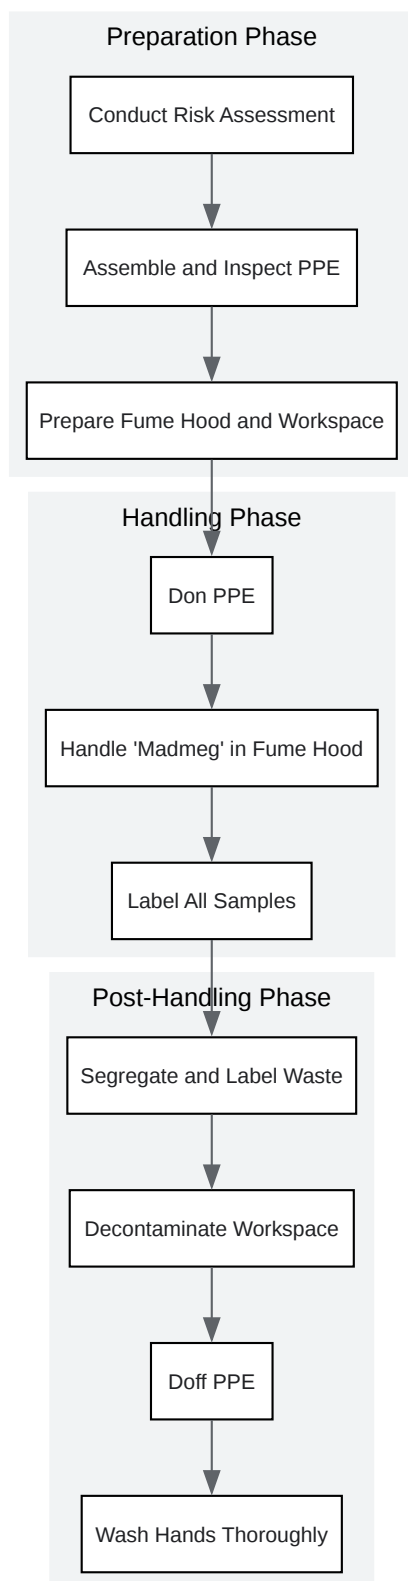 Preparation Phase
Conduct Risk Assessment
Assemble and Inspect PPE
Prepare Fume Hood and Workspace
Handling Phase
Don PPE
Handle 'Madmeg' in Fume Hood
Label All Samples
Post-Handling Phase
Segregate and Label Waste
Decontaminate Workspace
Doff PPE
Wash Hands Thoroughly